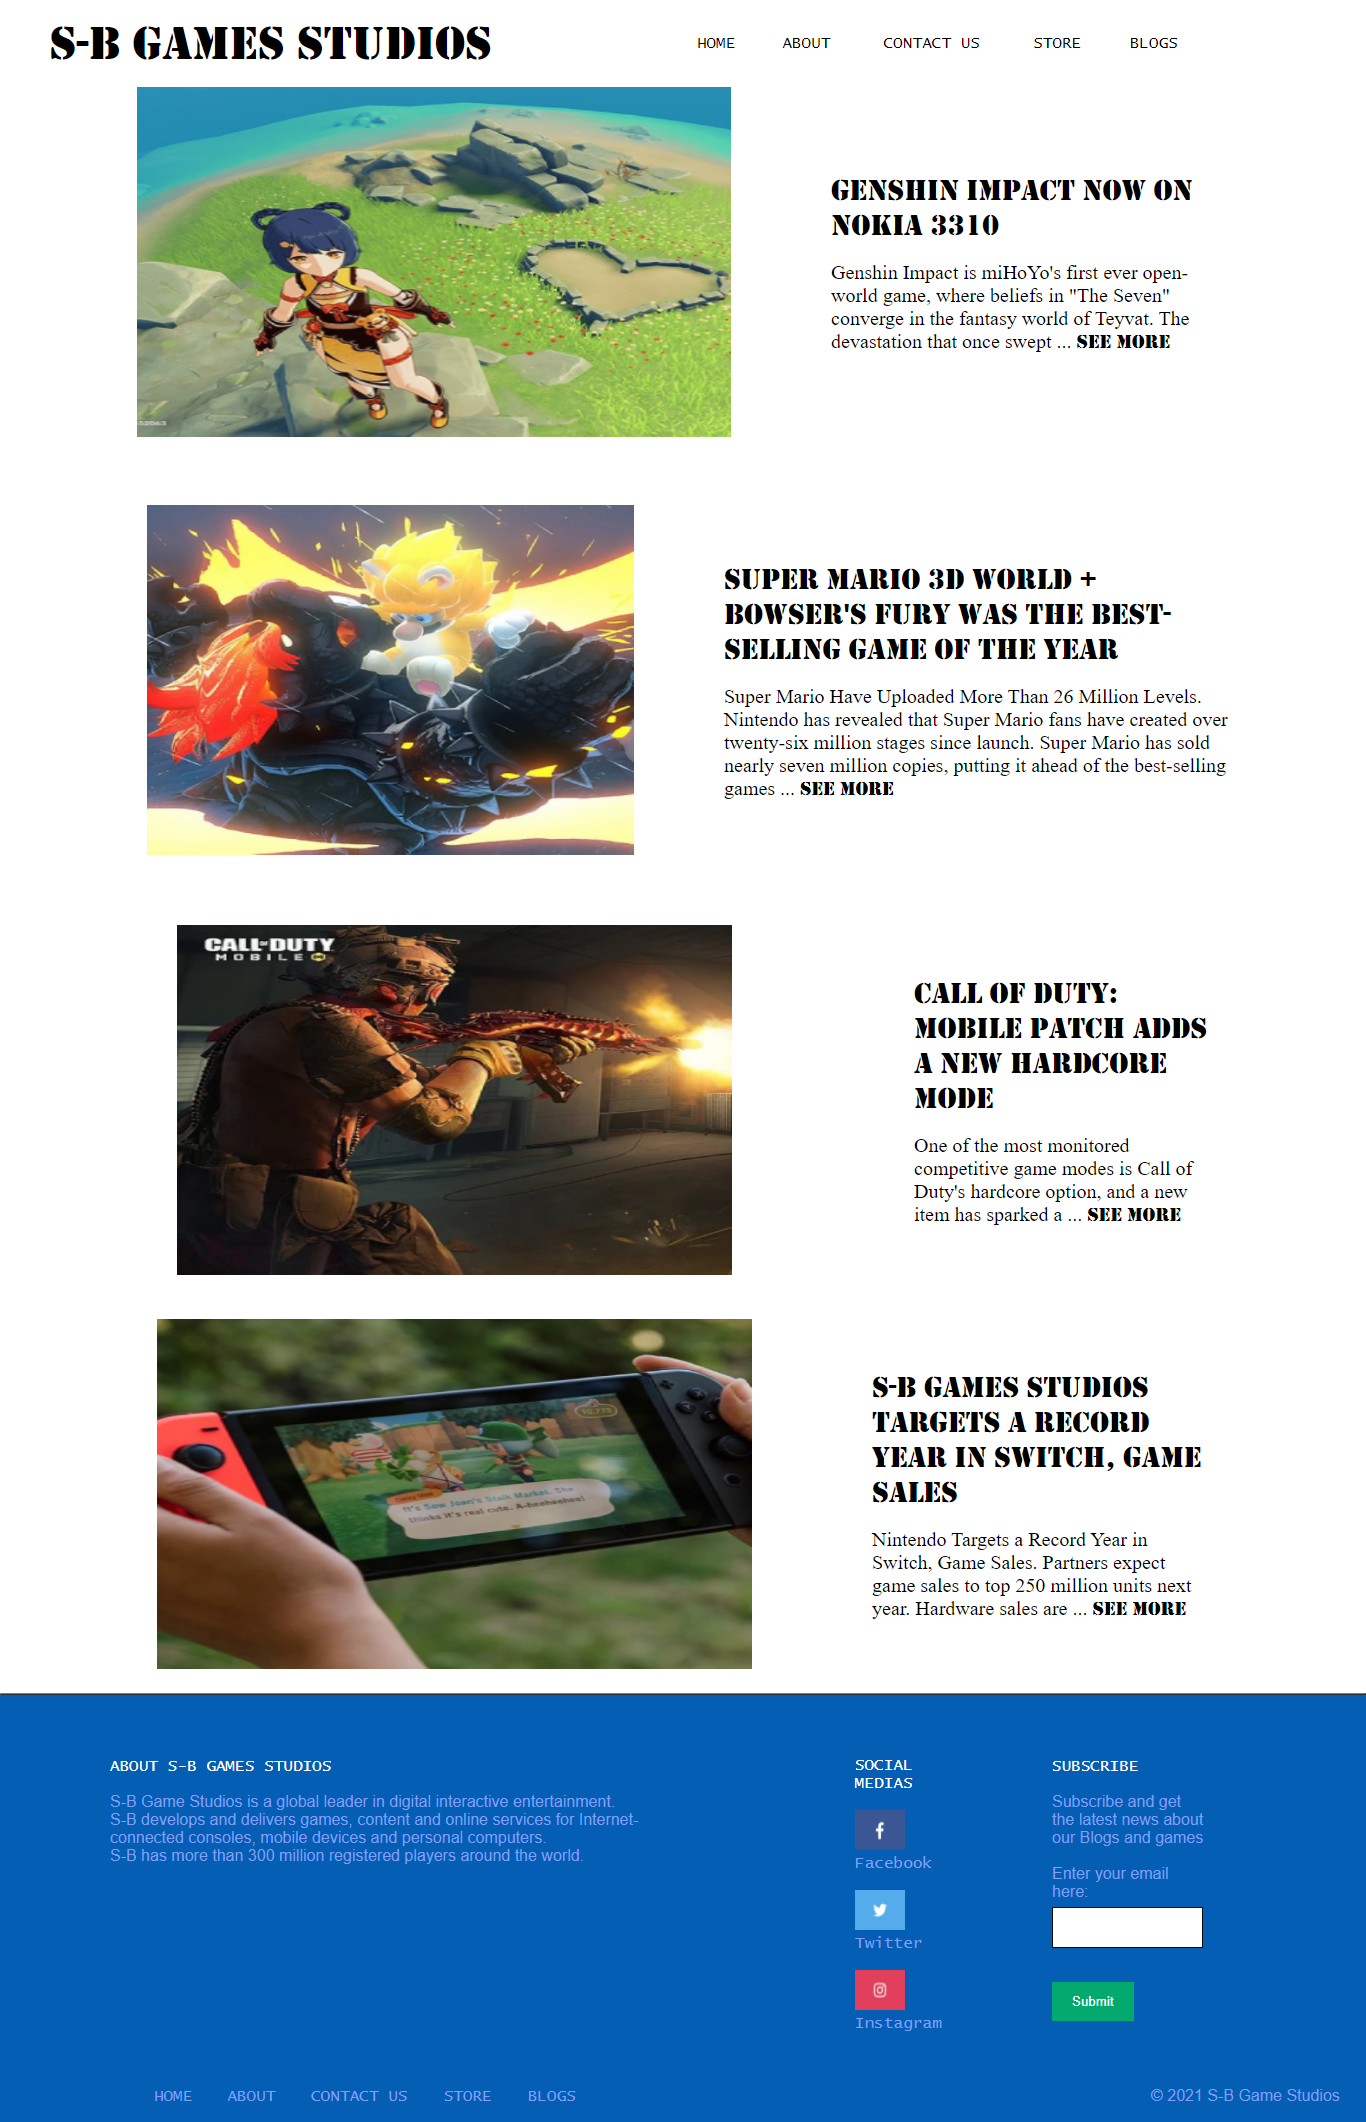 S-B GAMES STUDIOS
HOME ABOUT CONTACT US STORE BLOGS
GENSHIN IMPACT NOW ON
NOKIA 3310
Genshin Impact is miHoYo's first ever open-
world game, where beliefs in "The Seven"
converge in the fantasy world of Teyvat. The
devastation that once swept ... SEE MORE
SUPER MARIO 3D WORLD +
BOWSER'S FURY WAS THE BEST-
SELLING GAME OF THE YEAR
Super Mario Have Uploaded More Than 26 Million Levels.
Nintendo has revealed that Super Mario fans have created over
twenty-six million stages since launch. Super Mario has sold
nearly seven million copies, putting it ahead of the best-selling
games ... SEE MORE
CALL OF DUTY
MOBILE
CALL OF DUTY:
MOBILE PATCH ADDS
A NEW HARDCORE
MODE
One of the most monitored
competitive game modes is Call of
Duty's hardcore option, and a new
item has sparked a ... SEE MORE
It's Sow Joan's Stalk Market. She
thinks it's real cute. A-heeheehee!
S-B GAMES STUDIOS
TARGETS A RECORD
YEAR IN SWITCH, GAME
SALES
Nintendo Targets a Record Year in
Switch, Game Sales. Partners expect
game sales to top 250 million units next
year. Hardware sales are ... SEE MORE
ABOUT S-B GAMES STUDIOS
S-B Game Studios is a global leader in digital interactive entertainment.
S-B develops and delivers games, content and online services for Internet-
connected consoles, mobile devices and personal computers.
S-B has more than 300 million registered players around the world.
SOCIAL
MEDIAS
Facebook
Twitter
Instagram
SUBSCRIBE
Subscribe and get
the latest news about
our Blogs and games
Enter your email
here:
Submit
HOME ABOUT CONTACT US STORE BLOGS
© 2021 S-B Game Studios